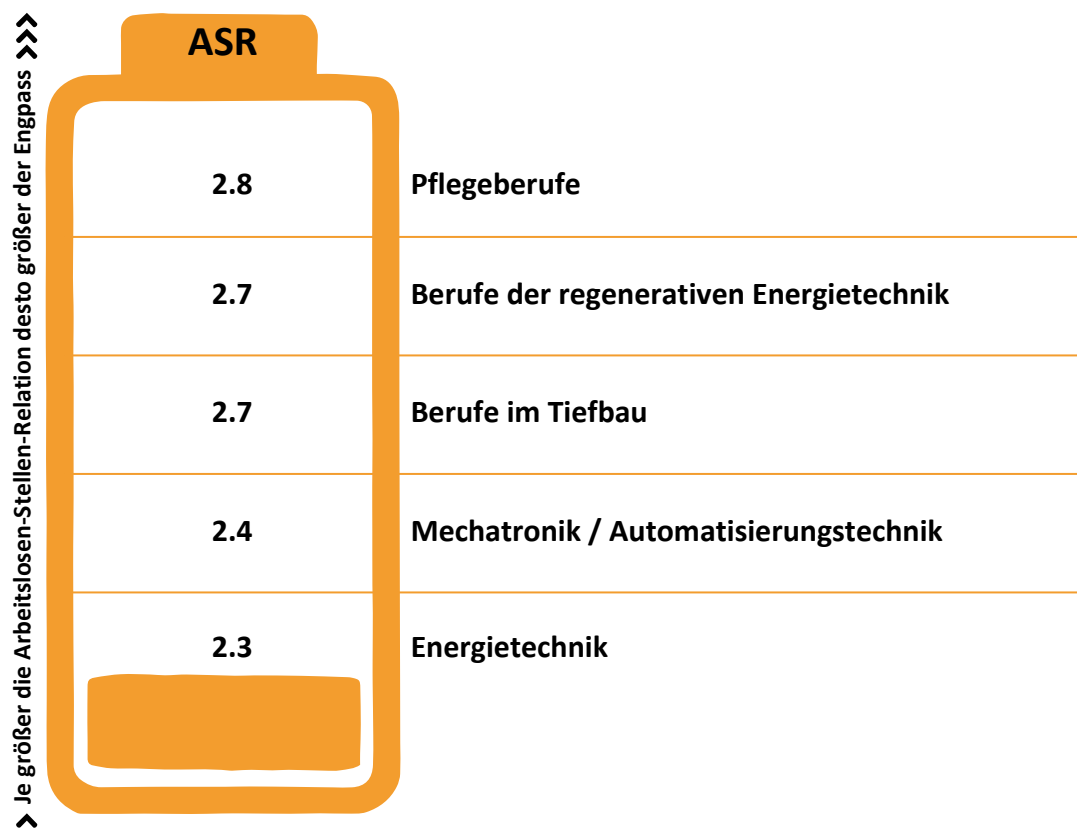 ASR
2.8 Pflegeberufe
2.7 Berufe der regenerativen Energietechnik
2.7 Berufe im Tiefbau
2.4 Mechatronik / Automatisierungstechnik
2.3 Energietechnik
Je größer die Arbeitslosen-Stellen-Relation desto größer der Engpass